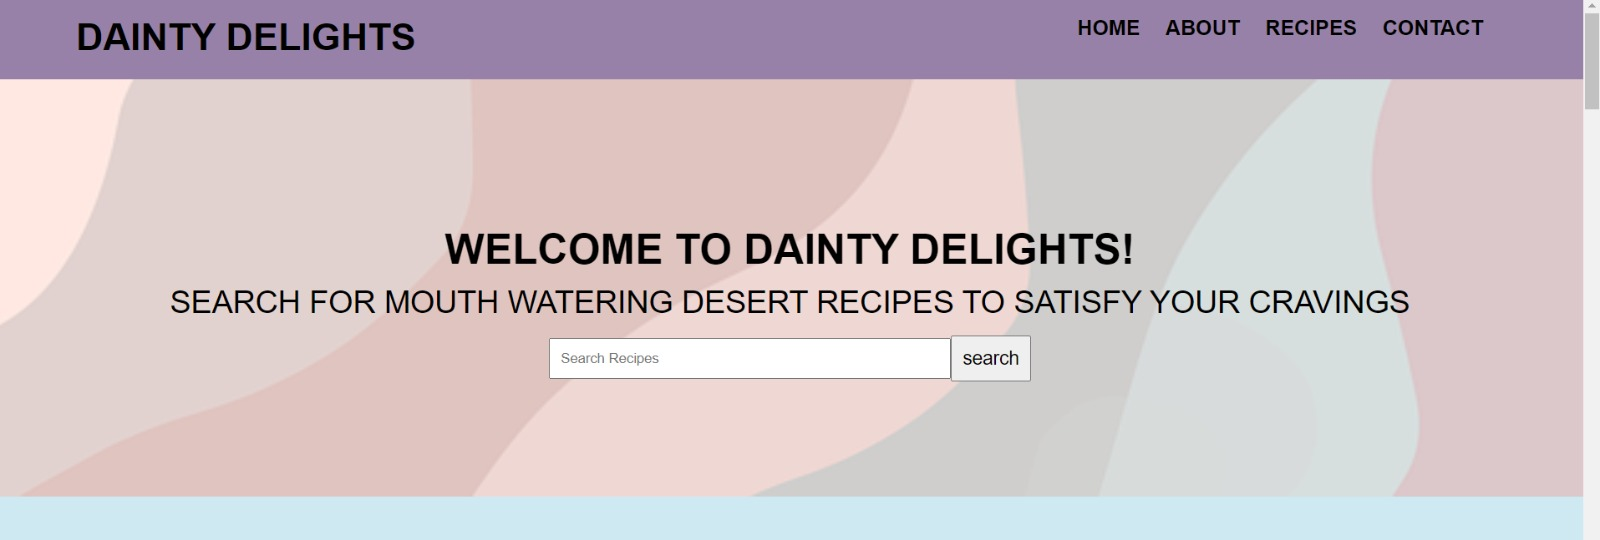 DAINTY DELIGHTS
HOME ABOUT RECIPES CONTACT
WELCOME TO DAINTY DELIGHTS!
SEARCH FOR MOUTH WATERING DESERT RECIPES TO SATISFY YOUR CRAVINGS
Search Recipes search